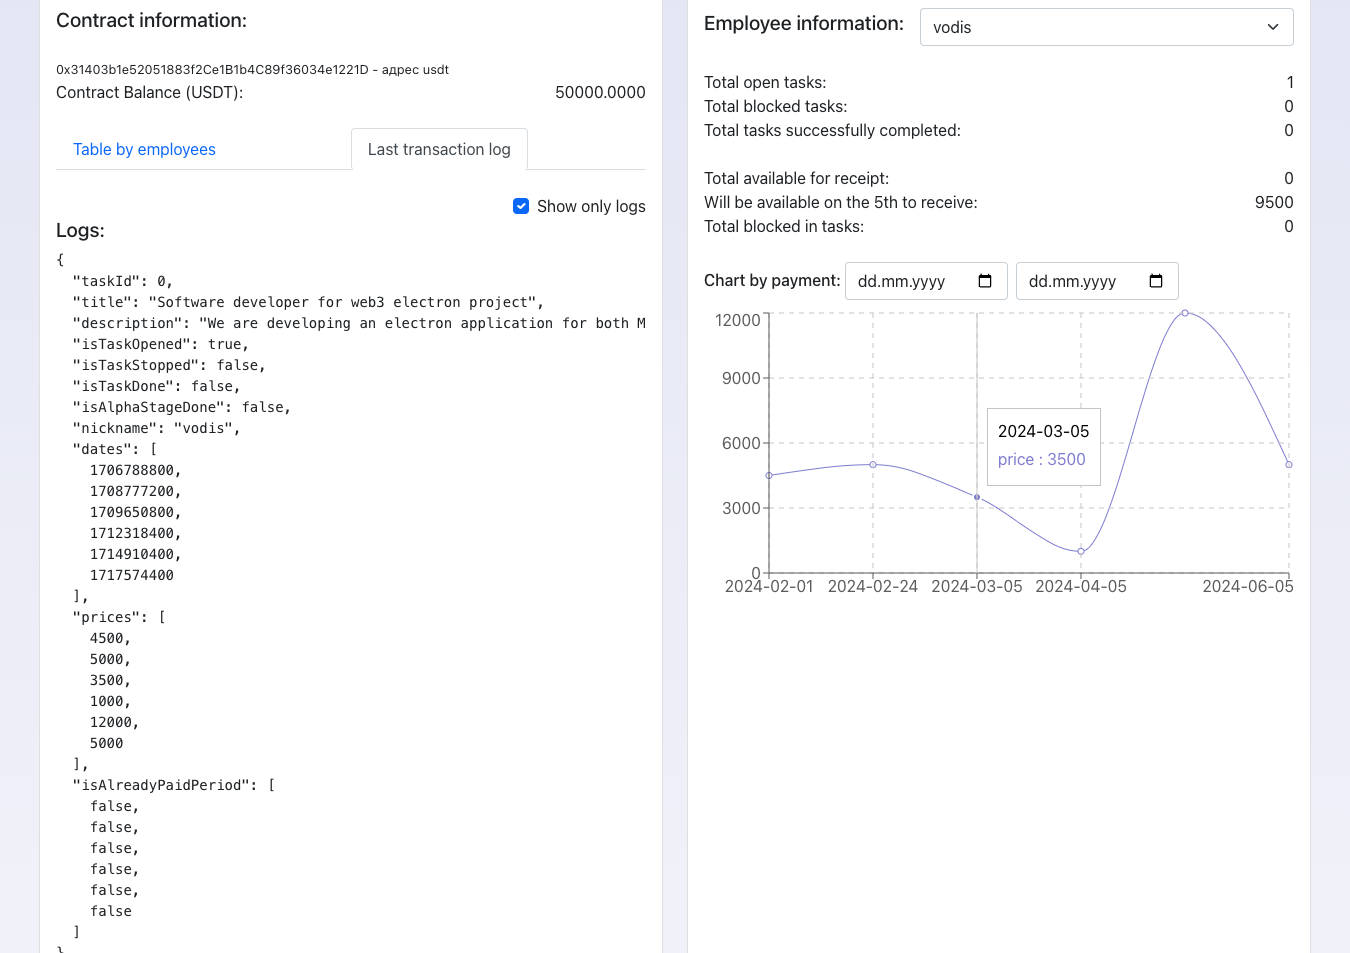 Contract information:
0x31403b1e52051883f2Ce1B1b4C89f36034e1221D - адрес usdt
Contract Balance (USDT): 50000.0000
Table by employees Last transaction log
Show only logs
Logs:
{
"taskId": 0,
"title": "Software developer for web3 electron project",
"description": "We are developing an electron application for both M
"isTaskOpened": true,
"isTaskStopped": false,
"isTaskDone": false,
"isAlphaStageDone": false,
"nickname": "vodis",
"dates": [
1706788800,
1708777200,
1709650800,
1712318400,
1714910400,
1717574400
],
"prices": [
4500,
5000,
3500,
1000,
12000,
5000
],
"isAlreadyPaidPeriod": [
false,
false,
false,
false,
false,
false
]
}
Employee information: vodis
Total open tasks: 1
Total blocked tasks: 0
Total tasks successfully completed: 0
Total available for receipt: 0
Will be available on the 5th to receive: 9500
Total blocked in tasks: 0
Chart by payment: dd.mm.yyyy dd.mm.yyyy
12000
9000
6000
3000
0
2024-03-05
price : 3500
2024-02-01 2024-02-24 2024-03-05 2024-04-05 2024-06-05